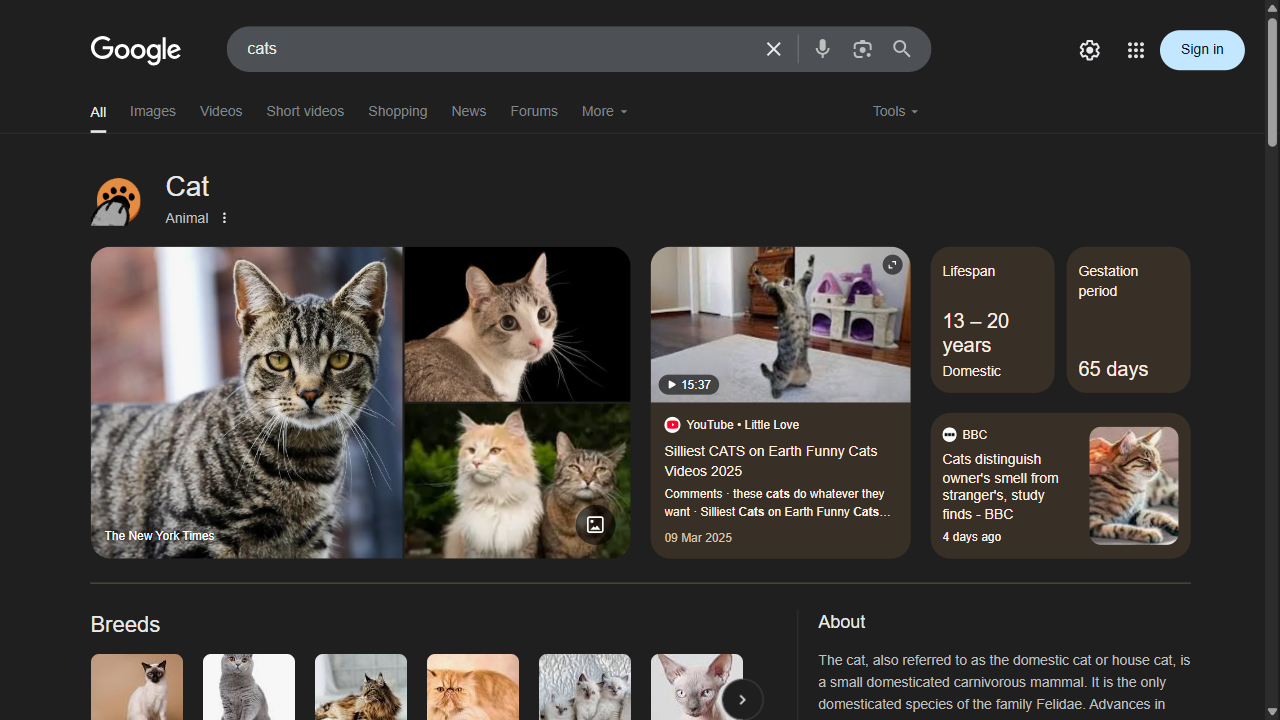 Google
cats
Sign in
All
Images
Videos
Short videos
Shopping
News
Forums
More
Tools
Cat
Animal
The New York Times
15:37
YouTube • Little Love
Silliest CATS on Earth Funny Cats
Videos 2025
Comments · these cats do whatever they
want · Silliest Cats on Earth Funny Cats...
09 Mar 2025
Lifespan
13 – 20
years
Domestic
Gestation
period
65 days
BBC
Cats distinguish
owner's smell from
stranger's, study
finds - BBC
4 days ago
Breeds
About
The cat, also referred to as the domestic cat or house cat, is
a small domesticated carnivorous mammal. It is the only
domesticated species of the family Felidae. Advances in